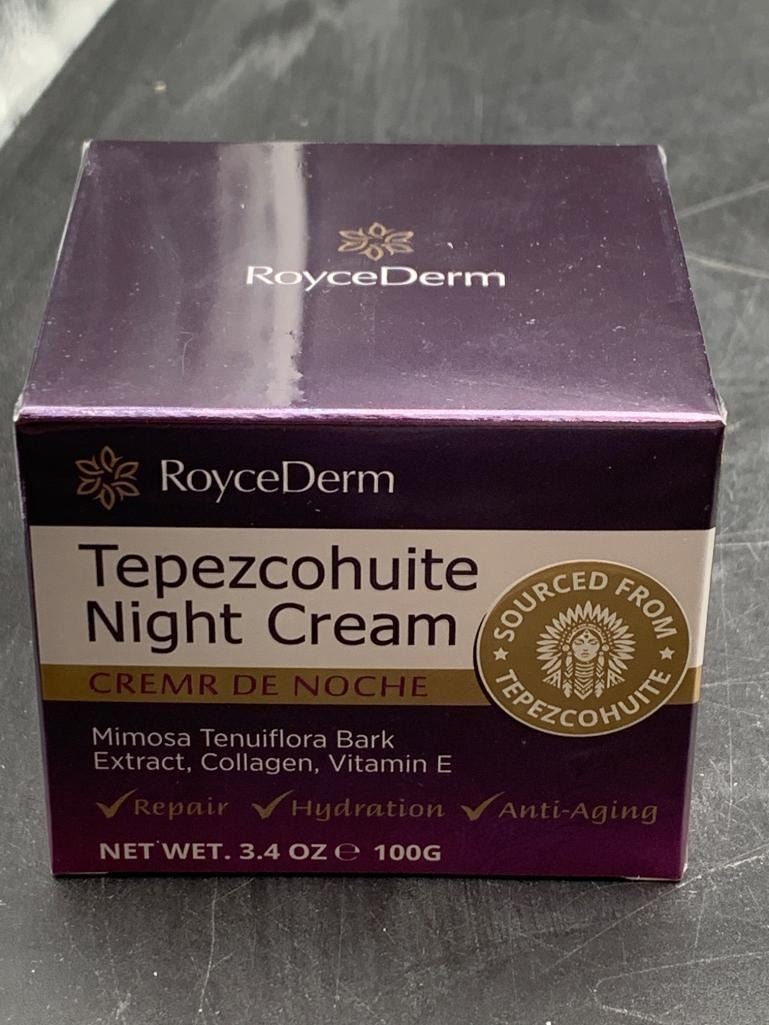 RoyceDerm
RoyceDerm
Tepezcohuite
Night Cream
CREMR DE NOCHE
SOURCED FROM
TEPEZCOHUITE
Mimosa Tenuiflora Bark
Extract, Collagen, Vitamin E
Repair Hydration Anti-Aging
NET WET. 3.4 OZ ℮ 100G